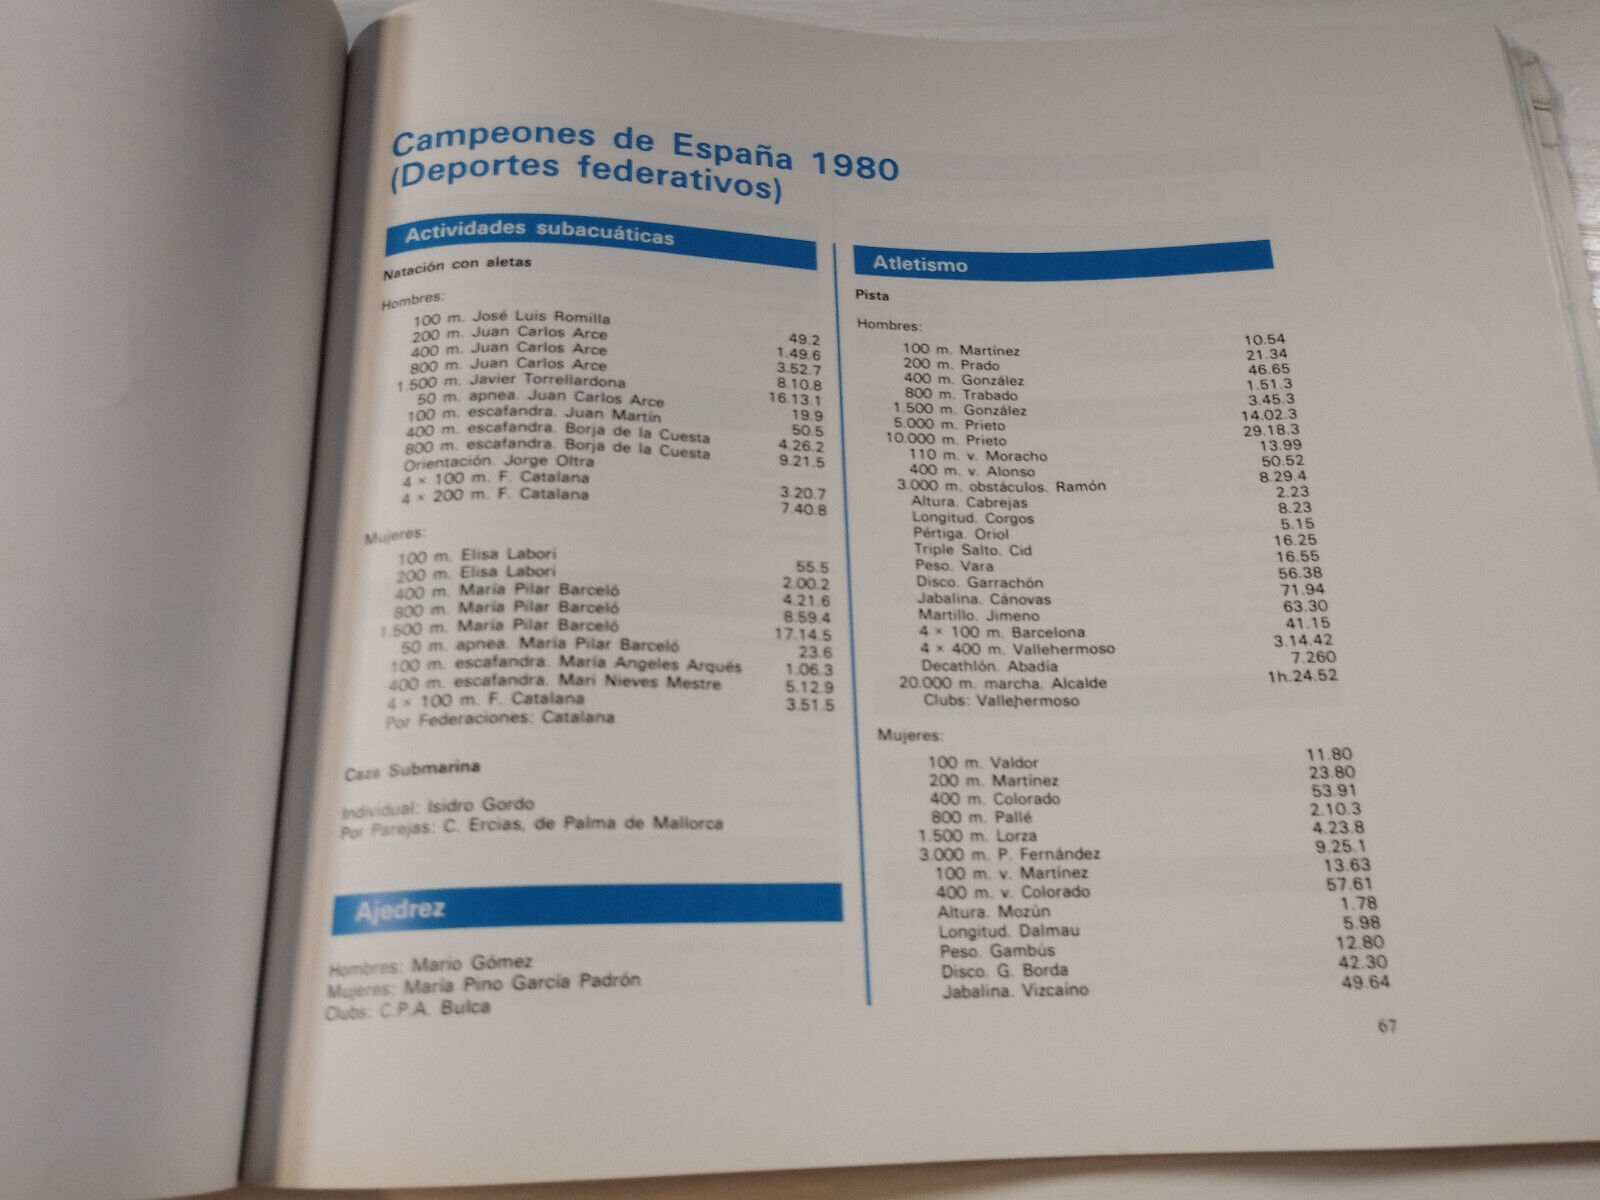 Campeones de España 1980
(Deportes federativos)
Actividades subacuáticas
Natación con aletas
Hombres:
100 m. José Luis Romilla 49.2
200 m. Juan Carlos Arce 1.49.6
400 m. Juan Carlos Arce 3.52.7
800 m. Juan Carlos Arce 8.10.8
1.500 m. Javier Torrellardona 16.13.1
50 m. apnea. Juan Carlos Arce 19.9
100 m. escafandra. Juan Martín 50.5
400 m. escafandra. Borja de la Cuesta 4.26.2
800 m. escafandra. Borja de la Cuesta 9.21.5
Orientación. Jorge Oltra
4 × 100 m. F. Catalana 3.20.7
4 × 200 m. F. Catalana 7.40.8
Mujeres:
100 m. Elisa Labori 55.5
200 m. Elisa Labori 2.00.2
400 m. María Pilar Barceló 4.21.6
800 m. María Pilar Barceló 8.59.4
1.500 m. María Pilar Barceló 17.14.5
50 m. apnea. María Pilar Barceló 23.6
100 m. escafandra. María Angeles Arqués 1.06.3
400 m. escafandra. Mari Nieves Mestre 5.12.9
4 × 100 m. F. Catalana 3.51.5
Por Federaciones: Catalana
Caza Submarina
Individual: Isidro Gordo
Por Parejas: C. Ercias, de Palma de Mallorca
Ajedrez
Hombres: Mario Gómez
Mujeres: María Pino García Padrón
Clubs: C.P.A. Bulca
Atletismo
Pista
Hombres:
100 m. Martínez 10.54
200 m. Prado 21.34
400 m. González 46.65
800 m. Trabado 1.51.3
1.500 m. González 3.45.3
5.000 m. Prieto 14.02.3
10.000 m. Prieto 29.18.3
110 m. v. Moracho 13.99
400 m. v. Alonso 50.52
3.000 m. obstáculos. Ramón 8.29.4
Altura. Cabrejas 2.23
Longitud. Corgos 8.23
Pértiga. Oriol 5.15
Triple Salto. Cid 16.25
Peso. Vara 16.55
Disco. Garrachón 56.38
Jabalina. Cánovas 71.94
Martillo. Jimeno 63.30
4 × 100 m. Barcelona 41.15
4 × 400 m. Vallehermoso 3.14.42
Decathlón. Abadía 7.260
20.000 m. marcha. Alcalde 1h.24.52
Clubs: Vallehermoso
Mujeres:
100 m. Valdor 11.80
200 m. Martínez 23.80
400 m. Colorado 53.91
800 m. Pallé 2.10.3
1.500 m. Lorza 4.23.8
3.000 m. P. Fernández 9.25.1
100 m. v. Martínez 13.63
400 m. v. Colorado 57.61
Altura. Mozún 1.78
Longitud. Dalmau 5.98
Peso. Gambús 12.80
Disco. G. Borda 42.30
Jabalina. Vizcaíno 49.64
67